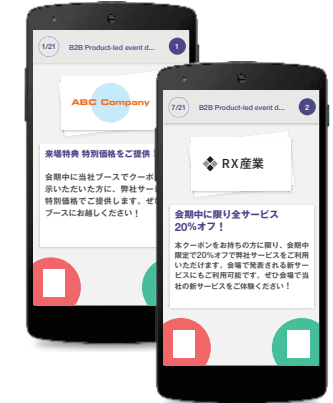 1/21
B2B Product-led event d...
1
ABC Company
来場特典 特別価格をご提供！
会期中に当社ブースでクーポ
示いただいた方に、弊社サー
特別価格でご提供します。ぜ
ブースにお越しください！
7/21
B2B Product-led event d...
2
RX産業
会期中に限り全サービス
20%オフ！
本クーポンをお持ちの方に限り、会期中
限定で20%オフで弊社サービスをご利用
いただけます。会場で発表される新サー
ビスにもご利用可能です。ぜひ会場で当
社の新サービスをご体験ください！